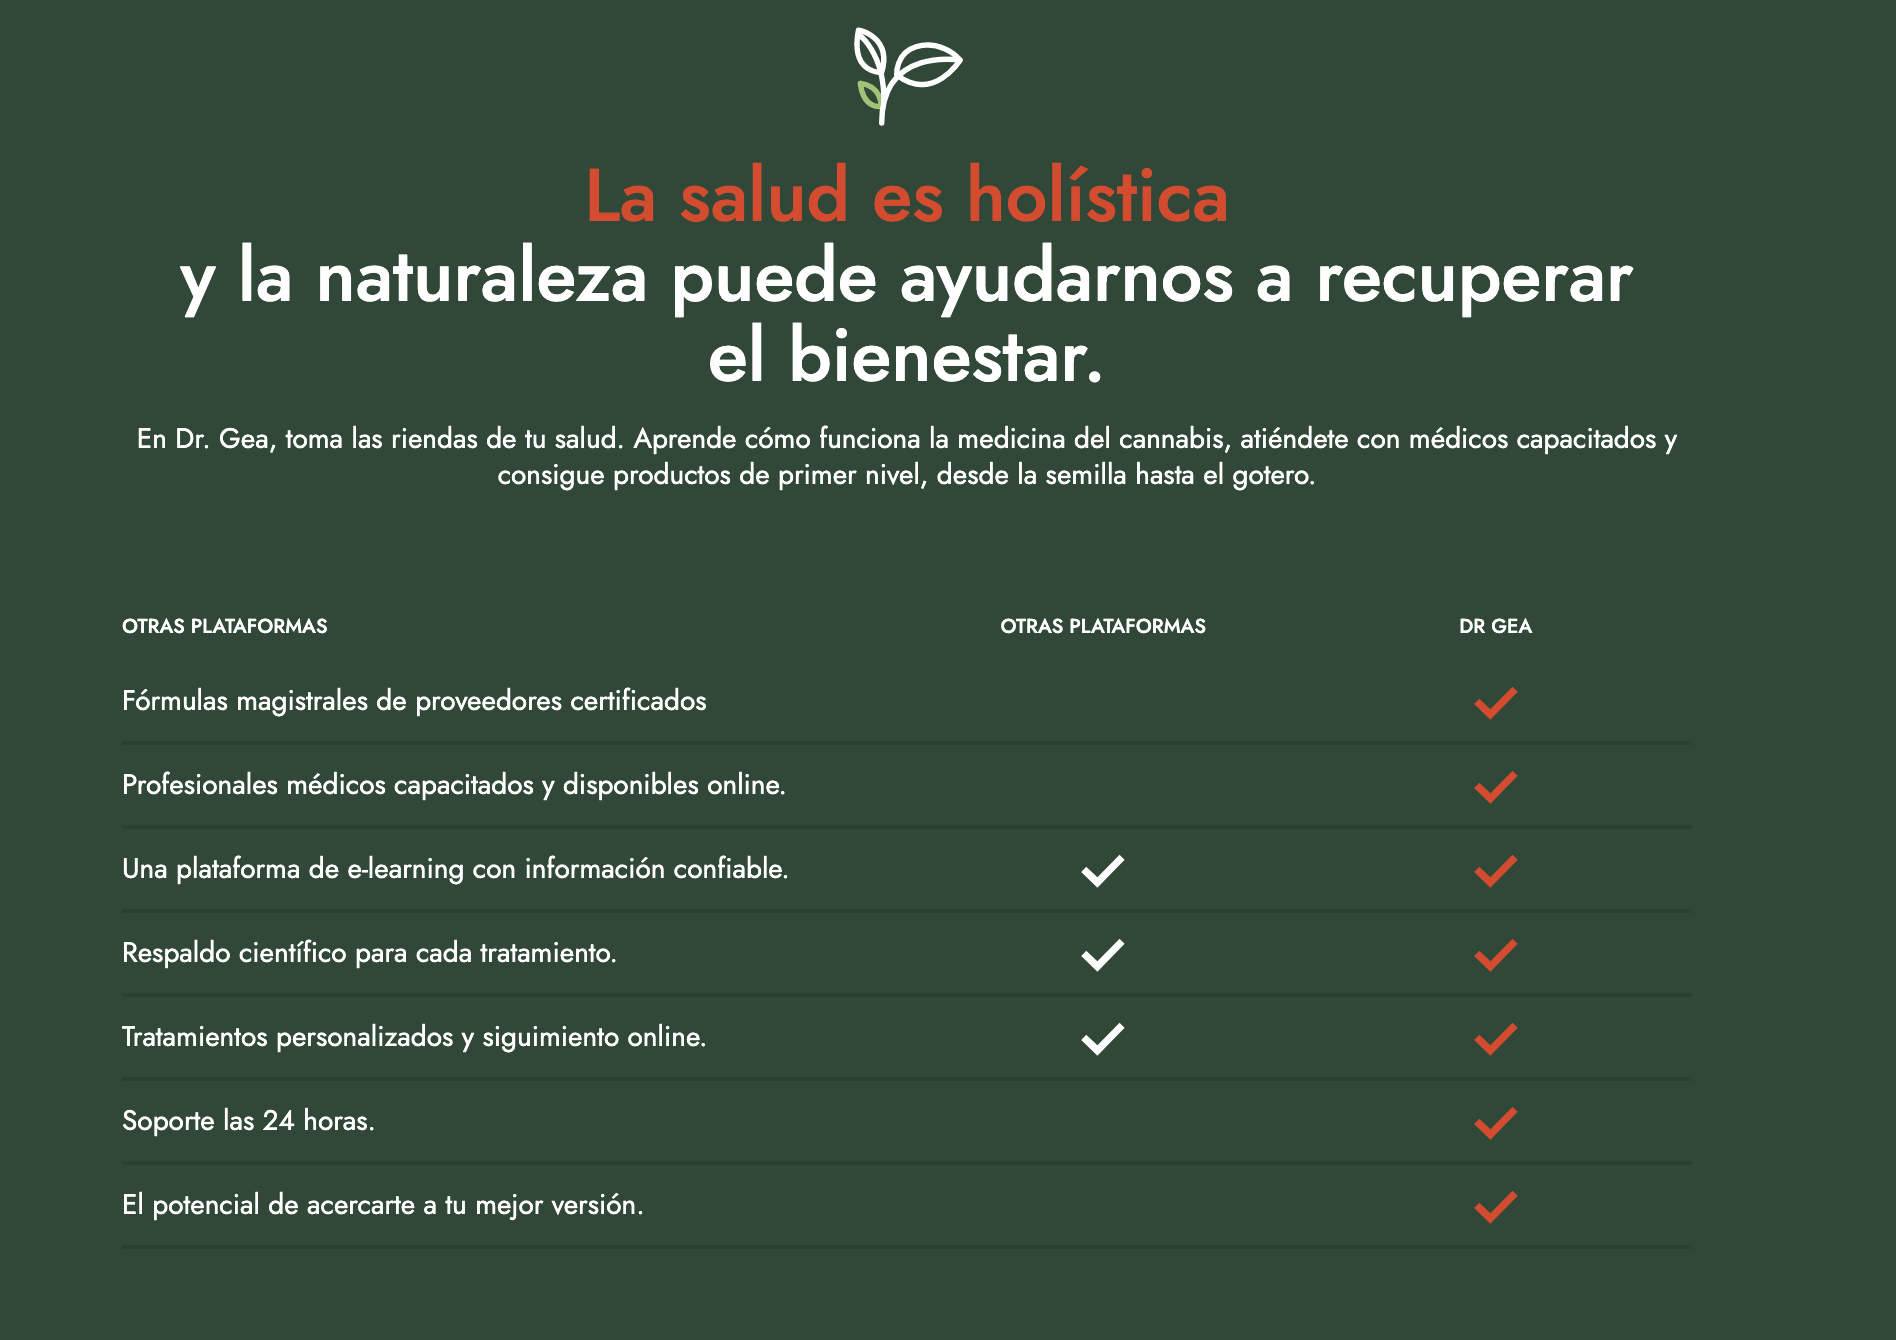 La salud es holística
y la naturaleza puede ayudarnos a recuperar
el bienestar.
En Dr. Gea, toma las riendas de tu salud. Aprende cómo funciona la medicina del cannabis, atiéndete con médicos capacitados y
consigue productos de primer nivel, desde la semilla hasta el gotero.
OTRAS PLATAFORMAS OTRAS PLATAFORMAS DR GEA
Fórmulas magistrales de proveedores certificados
Profesionales médicos capacitados y disponibles online.
Una plataforma de e-learning con información confiable.
Respaldo científico para cada tratamiento.
Tratamientos personalizados y siguimiento online.
Soporte las 24 horas.
El potencial de acercarte a tu mejor versión.